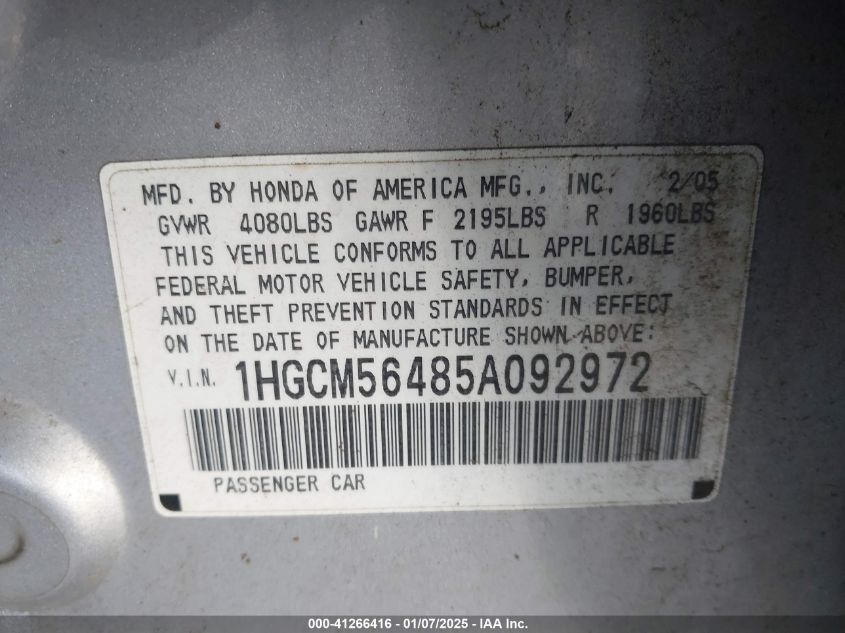 MFD. BY HONDA OF AMERICA MFG., INC. 2/05
GVWR 4080LBS GAWR F 2195LBS R 1960LBS
THIS VEHICLE CONFORMS TO ALL APPLICABLE
FEDERAL MOTOR VEHICLE SAFETY, BUMPER,
AND THEFT PREVENTION STANDARDS IN EFFECT
ON THE DATE OF MANUFACTURE SHOWN ABOVE:
V.I.N. 1HGCM56485A092972
PASSENGER CAR
000-41266416 - 01/07/2025 - IAA Inc.